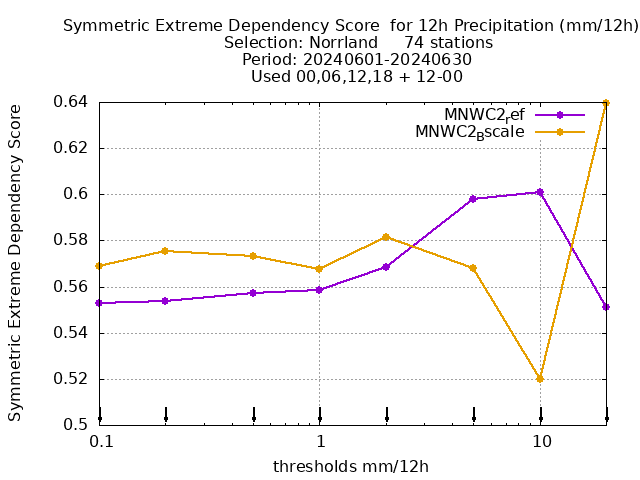 Symmetric Extreme Dependency Score  for 12h Precipitation (mm/12h)
Selection: Norrland     74 stations
Period: 20240601-20240630
Used 00,06,12,18 + 12-00
MNWC2ref
MNWC2Bscale
Symmetric Extreme Dependency Score
0.64
0.62
0.6
0.58
0.56
0.54
0.52
0.5
0.1 1 10
thresholds mm/12h